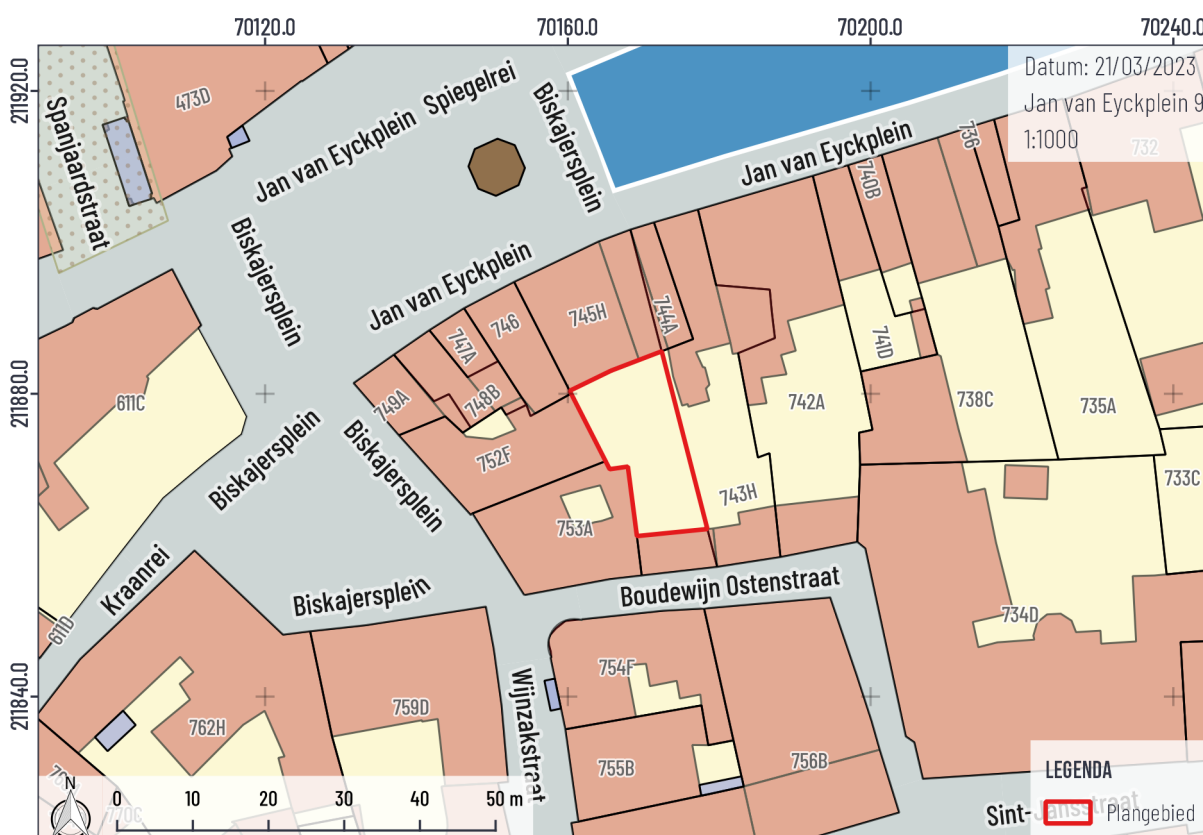 70120.0
70160.0
70200.0
70240.0
211920.0
211880.0
211840.0
Datum: 21/03/2023
Jan van Eyckplein 9
1:1000
Spanjaardstraat
473D
Jan van Eyckplein
Spiegelrei
Biskajersplein
Jan van Eyckplein
740B
736
732
Biskajersplein
Jan van Eyckplein
745H
744A
746
747A
748B
749A
741D
742A
738C
735A
611C
Biskajersplein
Biskajersplein
752F
753A
743H
733C
Kraanrei
Biskajersplein
Boudewijn Ostenstraat
611D
734D
754F
759D
762H
Wijnzakstraat
755B
756B
770C
Sint-Jansstraat
N
0
10
20
30
40
50 m
LEGENDA
Plangebied